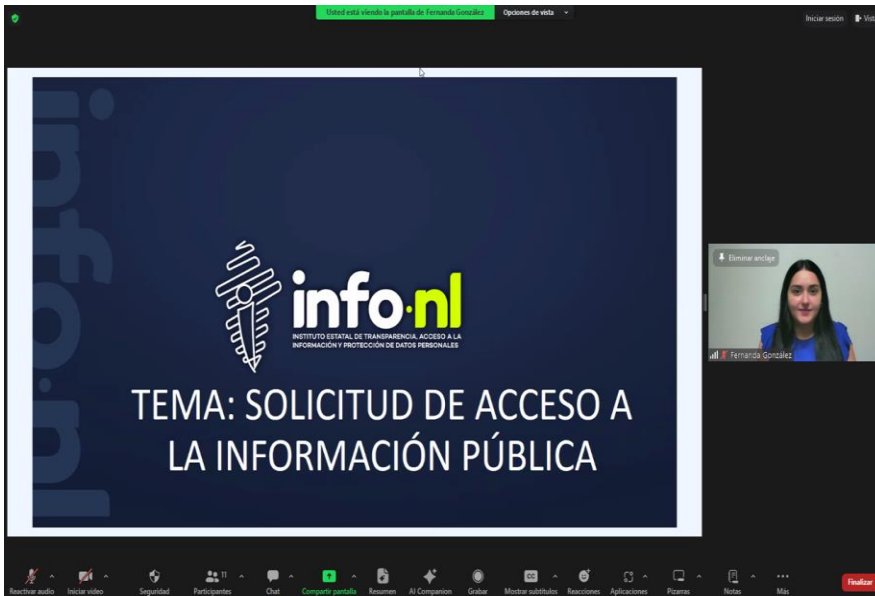 Usted está viendo la pantalla de Fernanda González
Opciones de vista
Iniciar sesión
Vista
info·nl
info·nl
INSTITUTO ESTATAL DE TRANSPARENCIA, ACCESO A LA
INFORMACIÓN Y PROTECCIÓN DE DATOS PERSONALES
TEMA: SOLICITUD DE ACCESO A
LA INFORMACIÓN PÚBLICA
Eliminar anclaje
Fernanda González
11
CC
Reactivar audio
Iniciar video
Seguridad
Participantes
Chat
Compartir pantalla
Resumen
AI Companion
Grabar
Mostrar subtítulos
Reacciones
Aplicaciones
Pizarras
Notas
Más
Finalizar